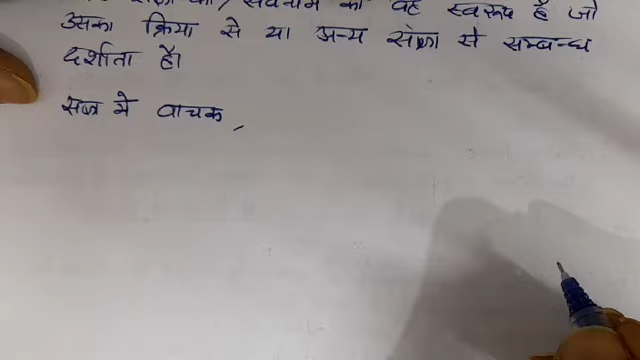 का/ सर्वनाम का वह स्वरूप है जो
उसका क्रिया से या अन्य संज्ञा से सम्बन्ध
दर्शाता है।
में वाचक,